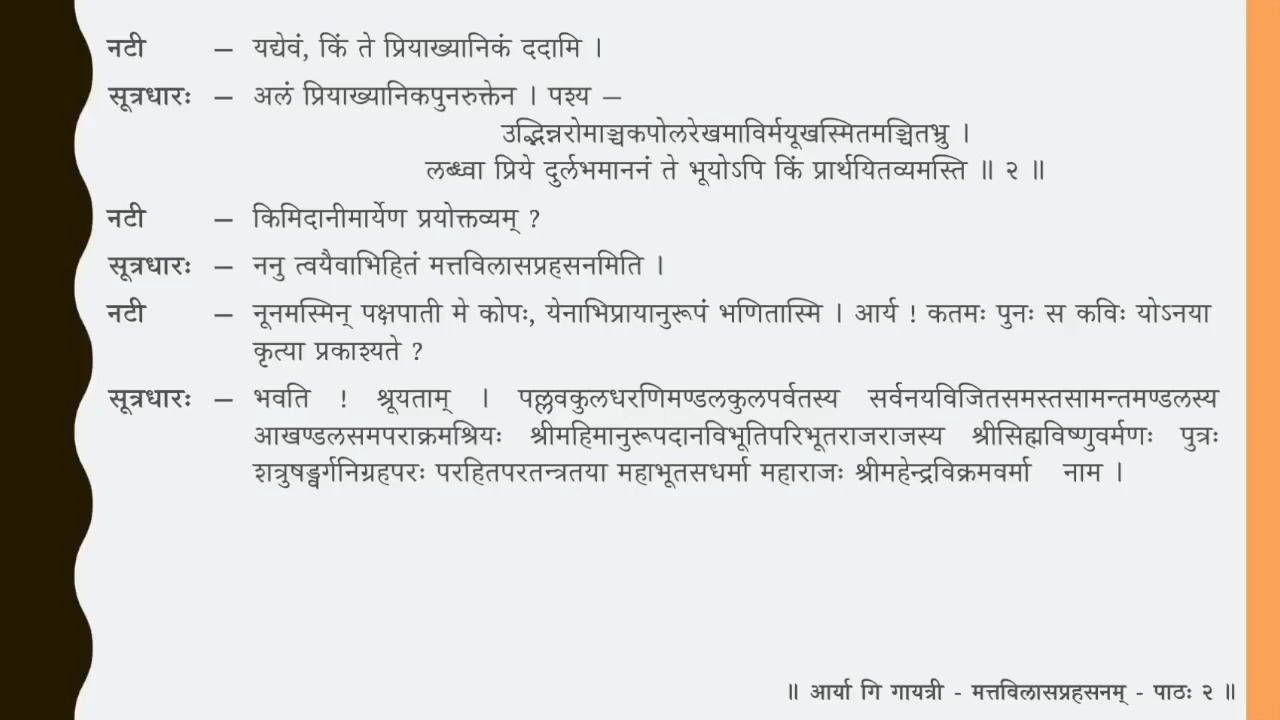 नटी – यद्येवं, किं ते प्रियाख्यानिकं ददामि ।
सूत्रधारः – अलं प्रियाख्यानिकपुनरुक्तेन । पश्य –
उद्भिन्नरोमाञ्चकपोलरेखमाविर्मयूखस्मितमञ्चितभ्रु ।
लब्ध्वा प्रिये दुर्लभमाननं ते भूयोऽपि किं प्रार्थयितव्यमस्ति ॥ २ ॥
नटी – किमिदानीमार्येण प्रयोक्तव्यम् ?
सूत्रधारः – ननु त्वयैवाभिहितं मत्तविलासप्रहसनमिति ।
नटी – नूनमस्मिन् पक्षपाती मे कोपः, येनाभिप्रायानुरूपं भणितास्मि । आर्य ! कतमः पुनः स कविः योऽनया
कृत्या प्रकाश्यते ?
सूत्रधारः – भवति ! श्रूयताम् । पल्लवकुलधरणिमण्डलकुलपर्वतस्य सर्वनयविजितसमस्तसामन्तमण्डलस्य
आखण्डलसमपराक्रमश्रियः श्रीमहिमानुरूपदानविभूतिपरिभूतराजराजस्य श्रीसिह्मविष्णुवर्मणः पुत्रः
शत्रुषड्वर्गनिग्रहपरः परहितपरतन्त्रतया महाभूतसधर्मा महाराजः श्रीमहेन्द्रविक्रमवर्मा नाम ।
॥ आर्या गि गायत्री - मत्तविलासप्रहसनम् - पाठः २ ॥